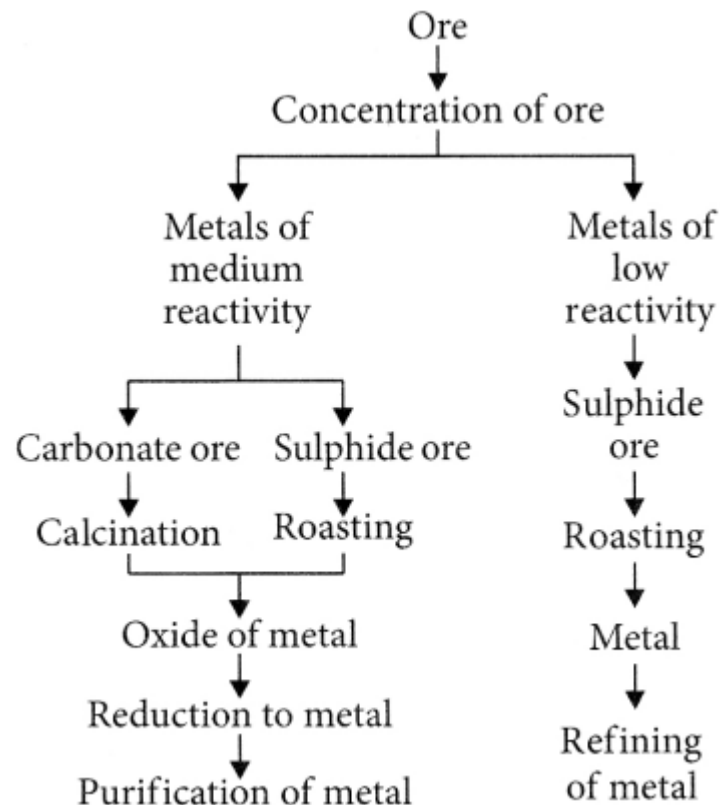 Ore
Concentration of ore
Metals of
medium
reactivity
Metals of
low
reactivity
Carbonate ore
Sulphide ore
Sulphide
ore
Calcination
Roasting
Roasting
Oxide of metal
Metal
Reduction to metal
Purification of metal
Refining
of metal